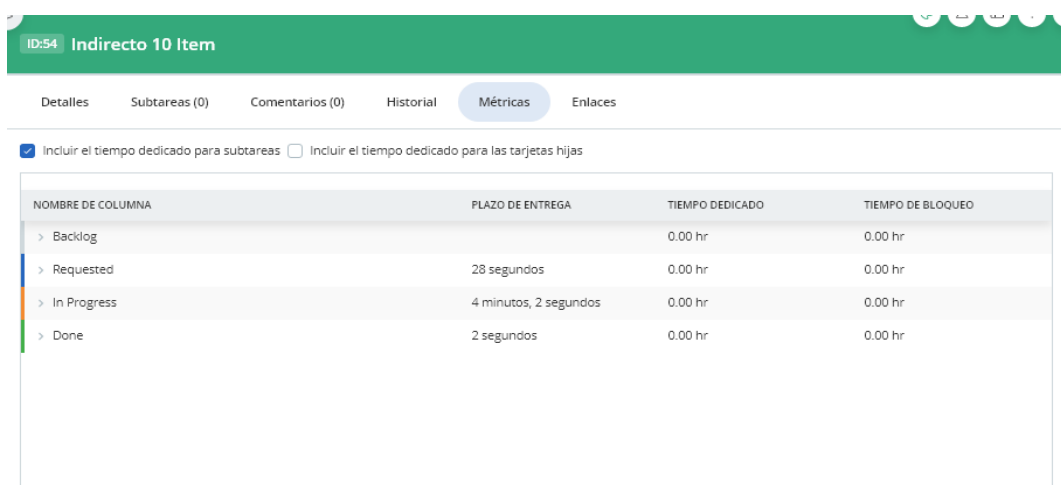 ID:54 Indirecto 10 Item
Detalles Subtareas (0) Comentarios (0) Historial Métricas Enlaces
Incluir el tiempo dedicado para subtareas Incluir el tiempo dedicado para las tarjetas hijas
NOMBRE DE COLUMNA PLAZO DE ENTREGA TIEMPO DEDICADO TIEMPO DE BLOQUEO
Backlog 0.00 hr 0.00 hr
Requested 28 segundos 0.00 hr 0.00 hr
In Progress 4 minutos, 2 segundos 0.00 hr 0.00 hr
Done 2 segundos 0.00 hr 0.00 hr